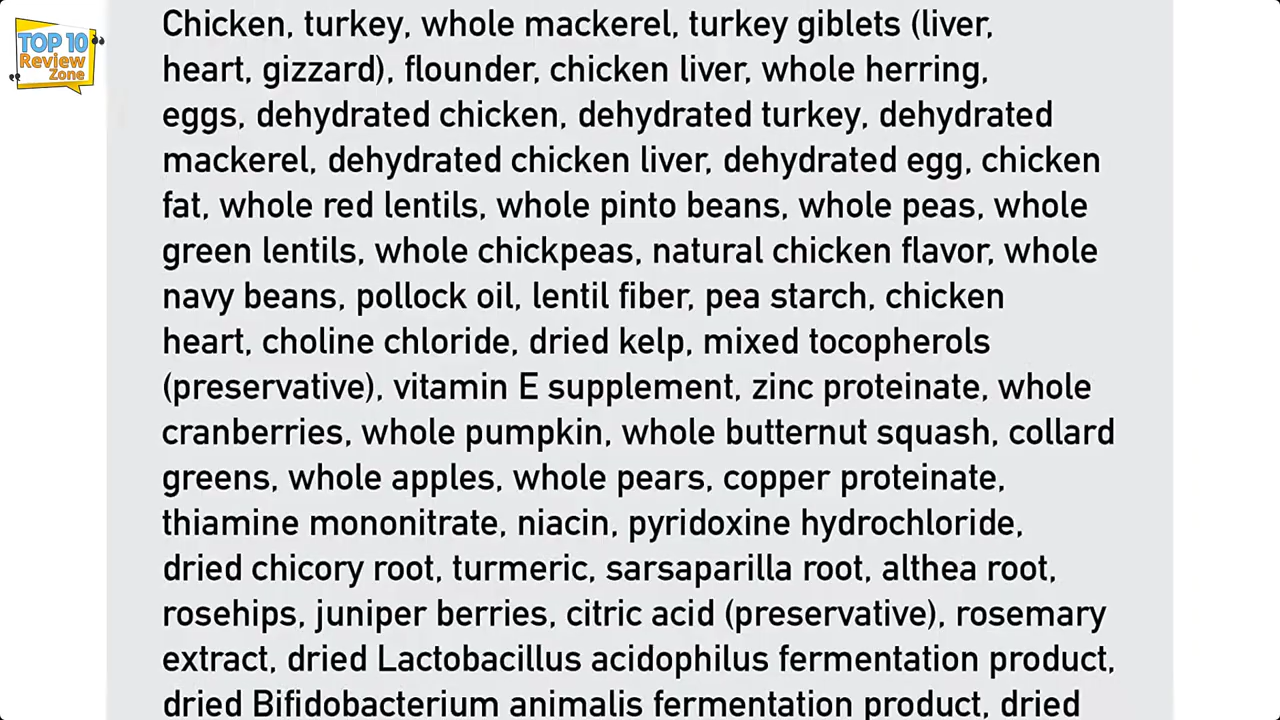 TOP 10
Review
Zone
Chicken, turkey, whole mackerel, turkey giblets (liver,
heart, gizzard), flounder, chicken liver, whole herring,
eggs, dehydrated chicken, dehydrated turkey, dehydrated
mackerel, dehydrated chicken liver, dehydrated egg, chicken
fat, whole red lentils, whole pinto beans, whole peas, whole
green lentils, whole chickpeas, natural chicken flavor, whole
navy beans, pollock oil, lentil fiber, pea starch, chicken
heart, choline chloride, dried kelp, mixed tocopherols
(preservative), vitamin E supplement, zinc proteinate, whole
cranberries, whole pumpkin, whole butternut squash, collard
greens, whole apples, whole pears, copper proteinate,
thiamine mononitrate, niacin, pyridoxine hydrochloride,
dried chicory root, turmeric, sarsaparilla root, althea root,
rosehips, juniper berries, citric acid (preservative), rosemary
extract, dried Lactobacillus acidophilus fermentation product,
dried Bifidobacterium animalis fermentation product, dried